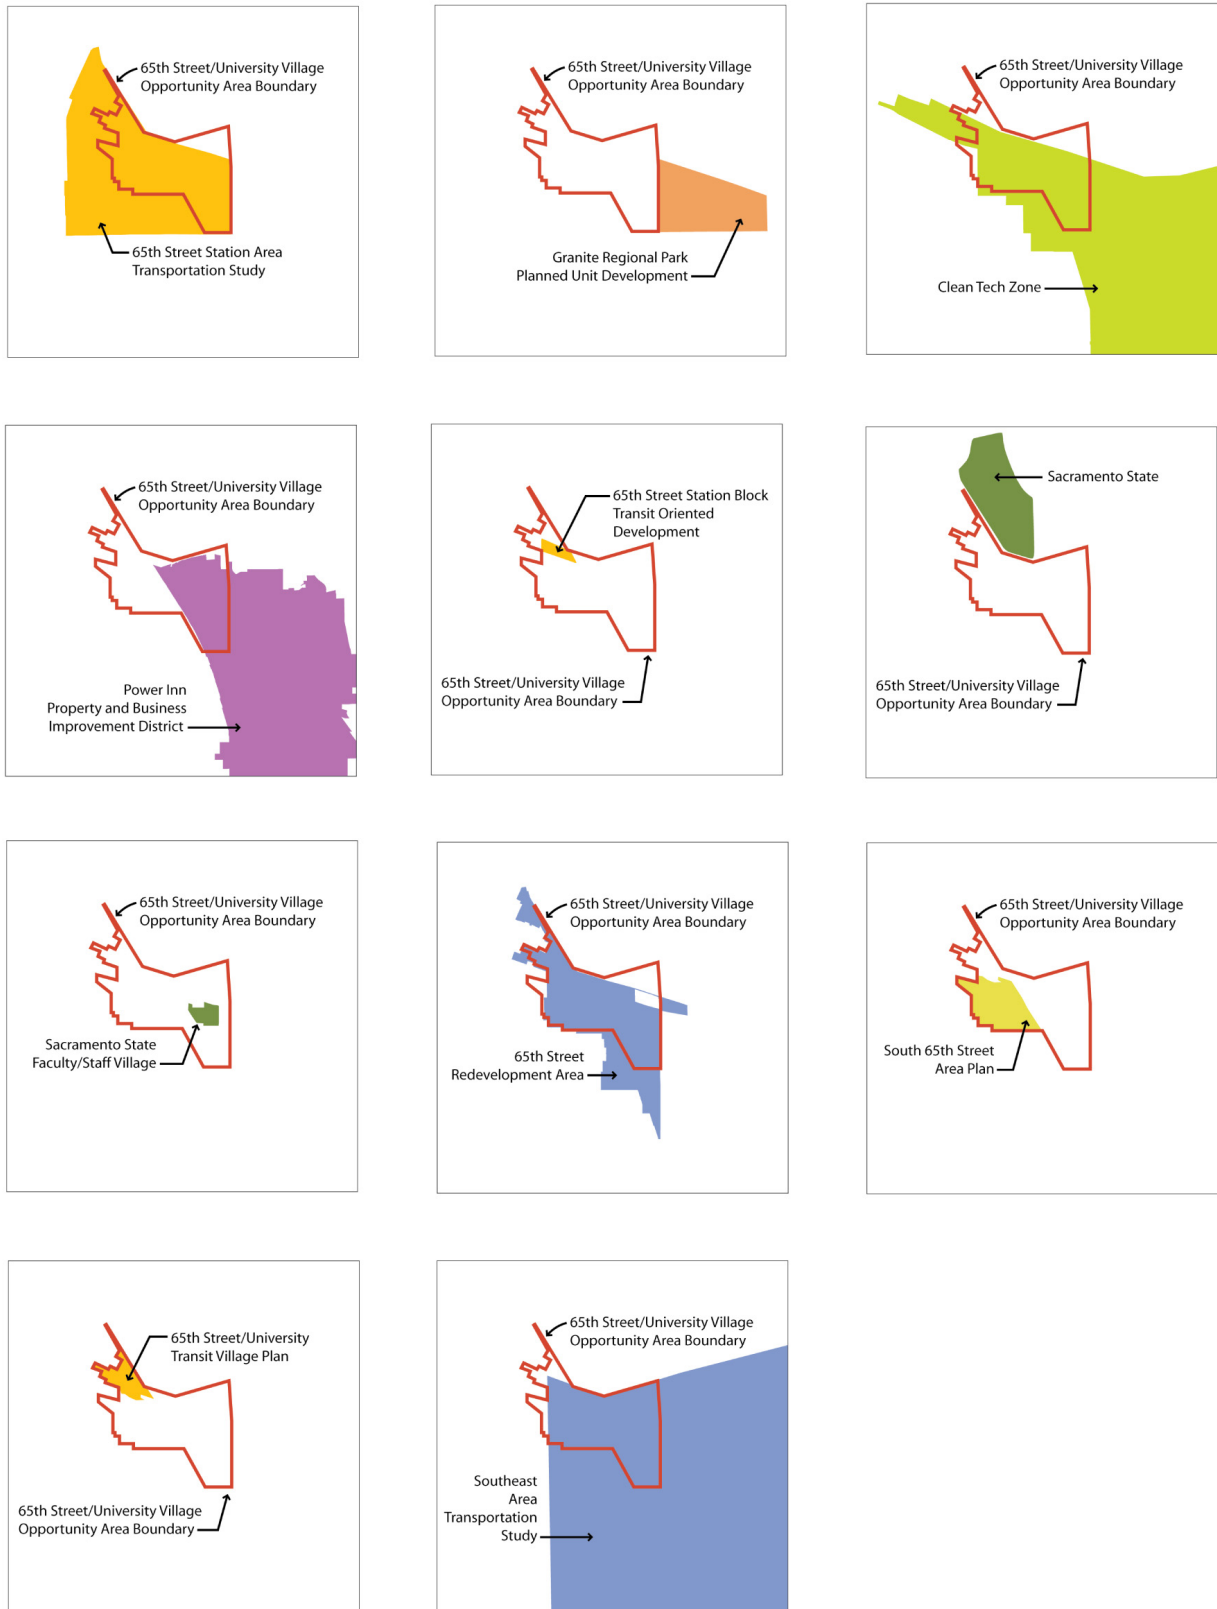 65th Street/University Village
Opportunity Area Boundary
65th Street Station Area
Transportation Study
65th Street/University Village
Opportunity Area Boundary
Granite Regional Park
Planned Unit Development
65th Street/University Village
Opportunity Area Boundary
Clean Tech Zone
65th Street/University Village
Opportunity Area Boundary
Power Inn
Property and Business
Improvement District
65th Street Station Block
Transit Oriented
Development
65th Street/University Village
Opportunity Area Boundary
Sacramento State
65th Street/University Village
Opportunity Area Boundary
65th Street/University Village
Opportunity Area Boundary
Sacramento State
Faculty/Staff Village
65th Street/University Village
Opportunity Area Boundary
65th Street
Redevelopment Area
65th Street/University Village
Opportunity Area Boundary
South 65th Street
Area Plan
65th Street/University
Transit Village Plan
65th Street/University Village
Opportunity Area Boundary
65th Street/University Village
Opportunity Area Boundary
Southeast
Area
Transportation
Study